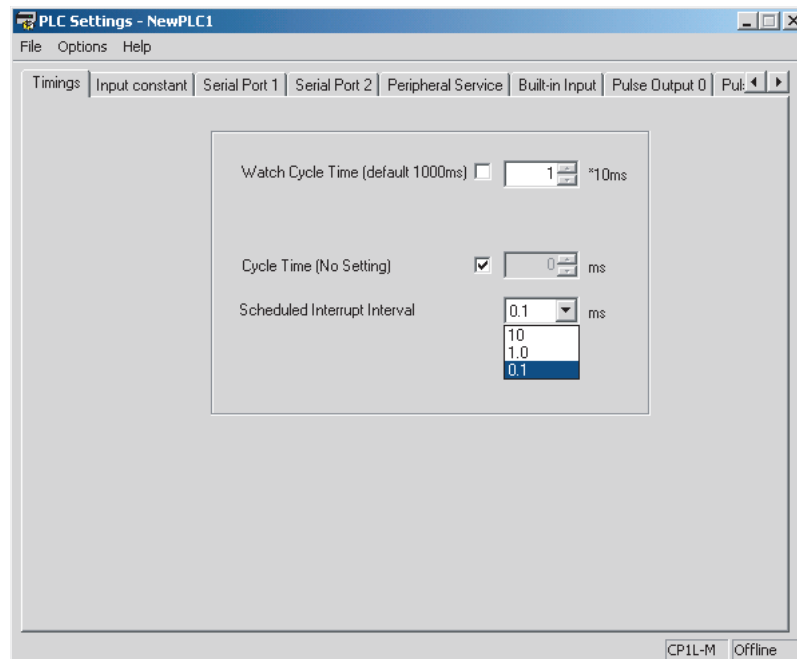 PLC Settings - NewPLC1
File Options Help
Timings Input constant Serial Port 1 Serial Port 2 Peripheral Service Built-in Input Pulse Output 0 Pul
Watch Cycle Time (default 1000ms) 1 *10ms
Cycle Time (No Setting) 0 ms
Scheduled Interrupt Interval 0.1 ms
10
1.0
0.1
CP1L-M Offline